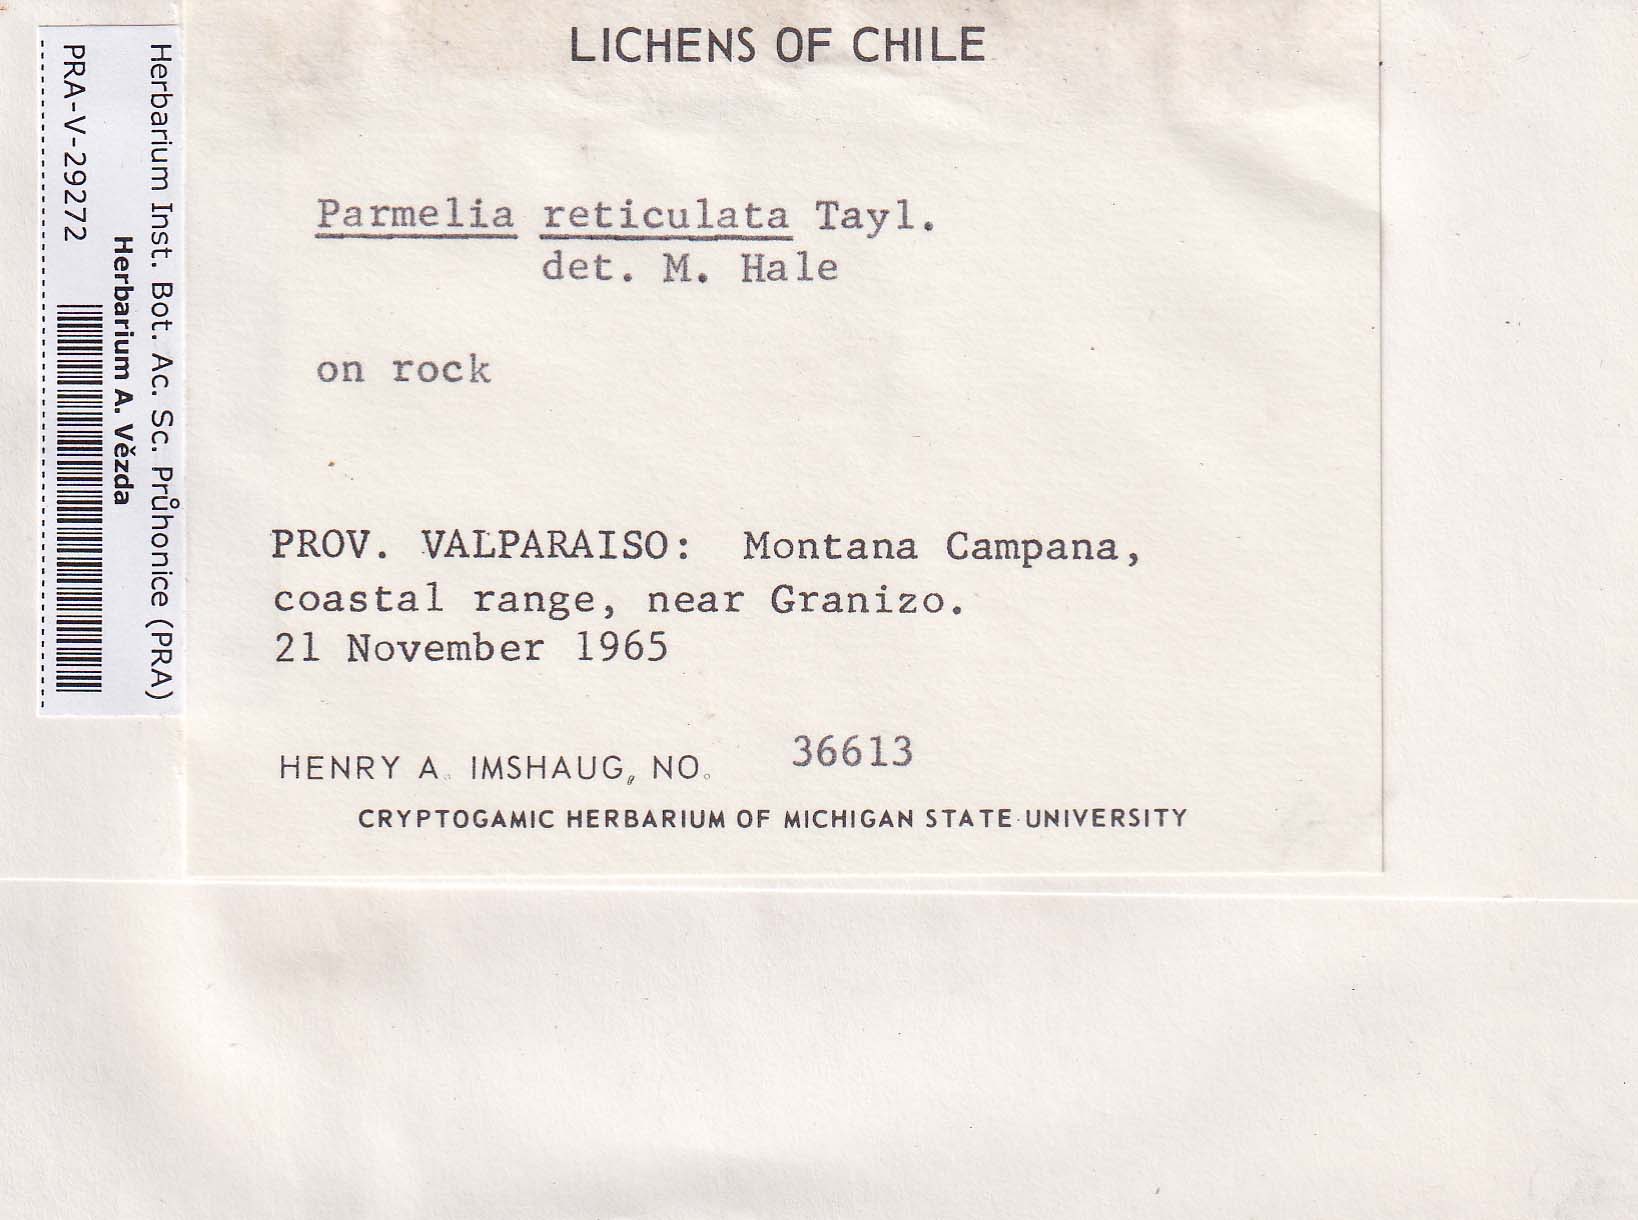 LICHENS OF CHILE
Parmelia reticulata Tayl.
det. M. Hale
on rock
PROV. VALPARAISO: Montana Campana,
coastal range, near Granizo.
21 November 1965
HENRY A. IMSHAUG, NO. 36613
CRYPTOGAMIC HERBARIUM OF MICHIGAN STATE UNIVERSITY
Herbarium Inst. Bot. Ac. Sc. Průhonice (PRA)
Herbarium A. Vězda
PRA-V-29272